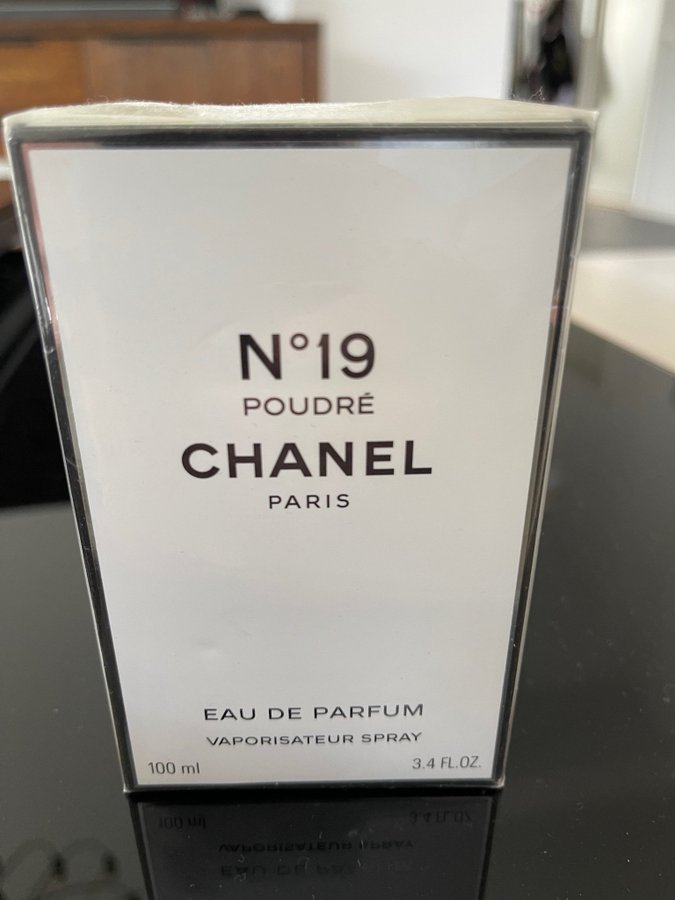 N°19
POUDRÉ
CHANEL
PARIS
EAU DE PARFUM
VAPORISATEUR SPRAY
100 ml 3.4 FL.OZ.